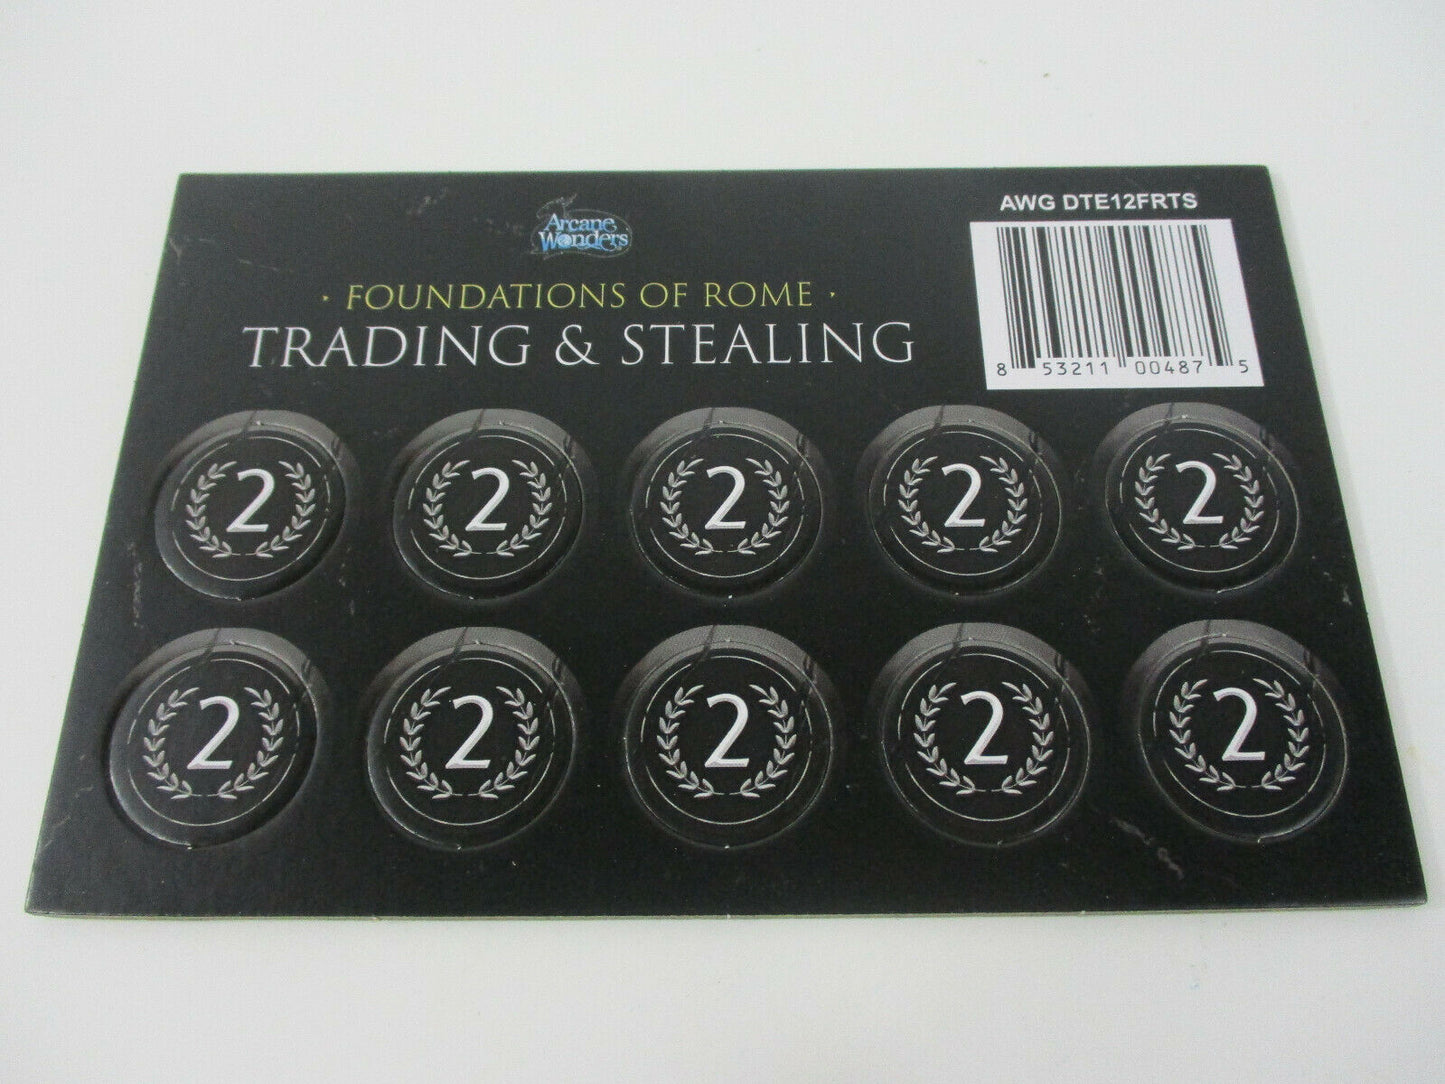 Arcane
Wonders
· FOUNDATIONS OF ROME ·
TRADING & STEALING
AWG DTE12FRTS
8 53211 00487 5
2 2 2 2 2
2 2 2 2 2